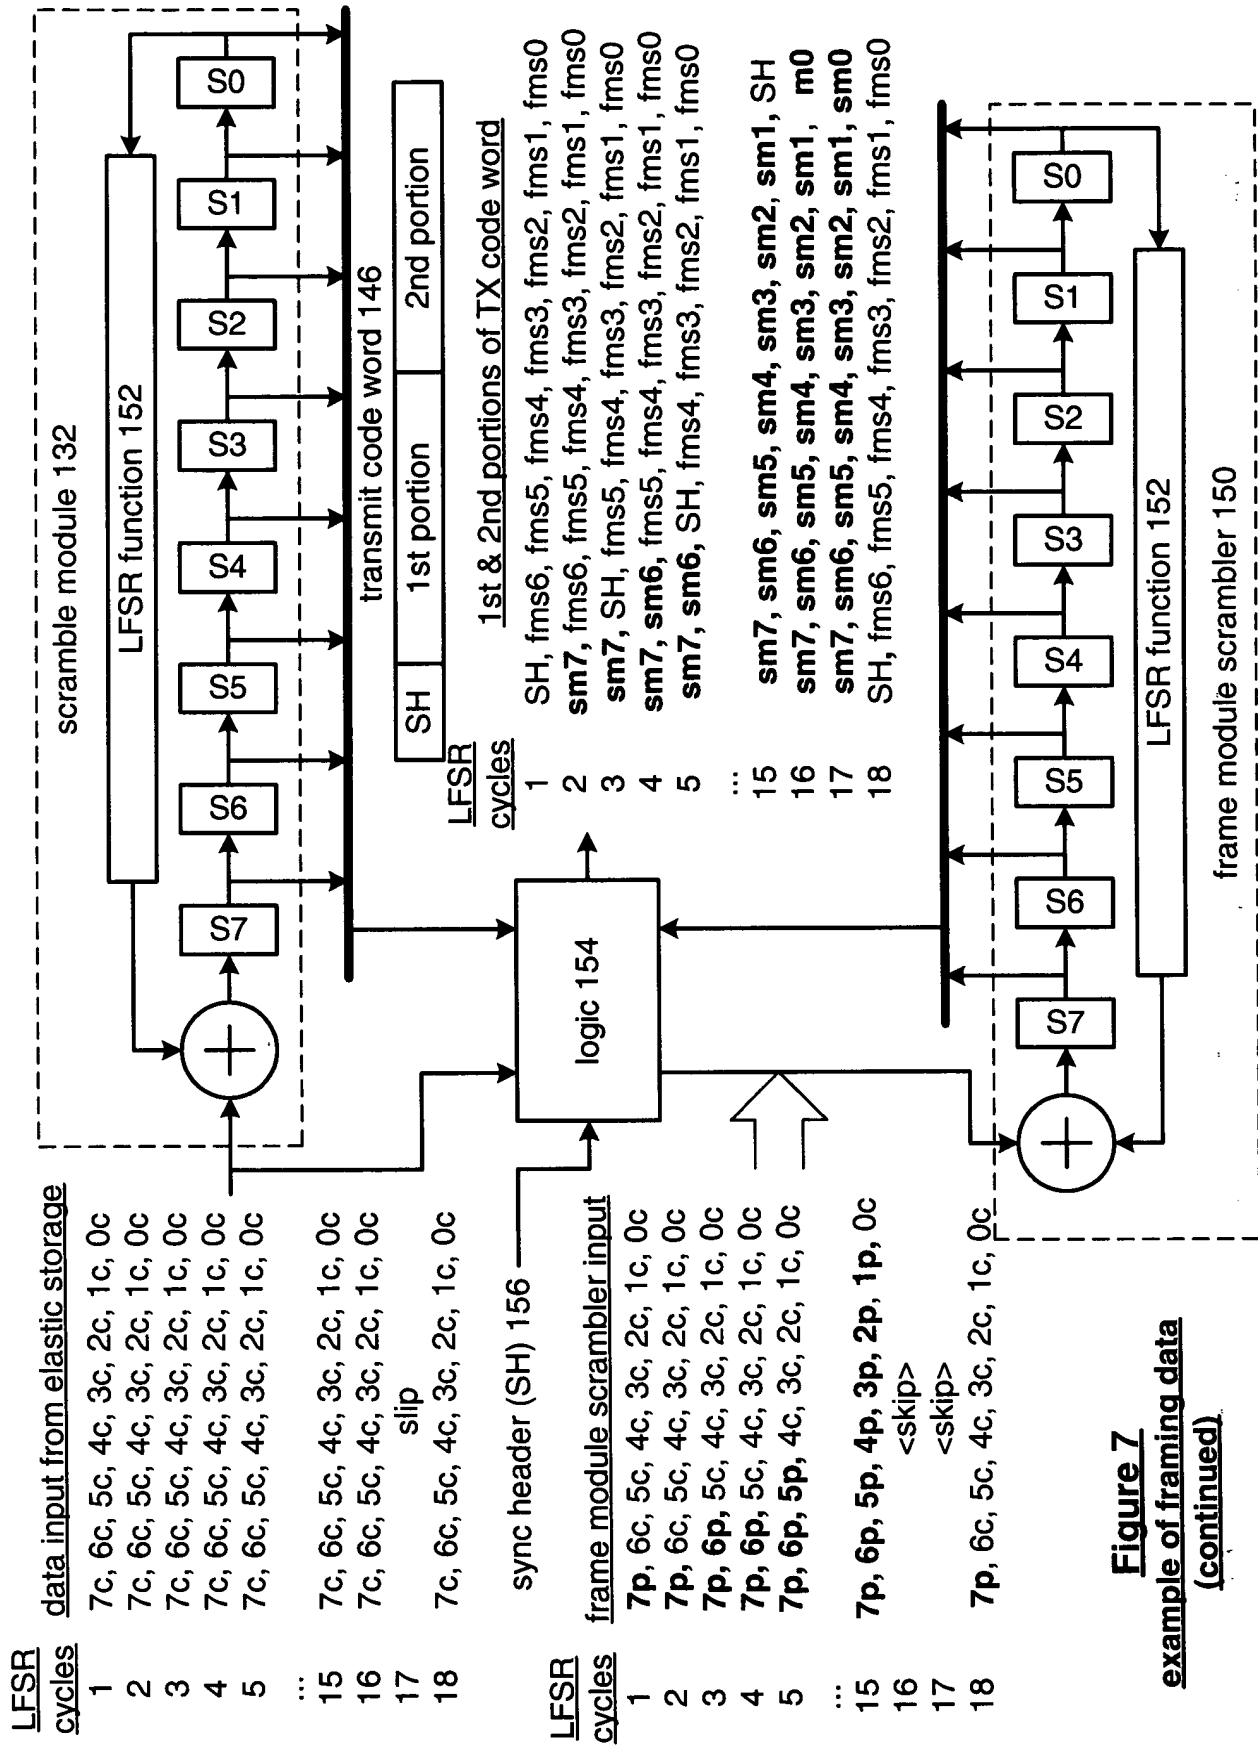 LFSR
cycles
data input from elastic storage
1 7c, 6c, 5c, 4c, 3c, 2c, 1c, 0c
2 7c, 6c, 5c, 4c, 3c, 2c, 1c, 0c
3 7c, 6c, 5c, 4c, 3c, 2c, 1c, 0c
4 7c, 6c, 5c, 4c, 3c, 2c, 1c, 0c
5 7c, 6c, 5c, 4c, 3c, 2c, 1c, 0c
...
15 7c, 6c, 5c, 4c, 3c, 2c, 1c, 0c
16 7c, 6c, 5c, 4c, 3c, 2c, 1c, 0c
17 slip
18 7c, 6c, 5c, 4c, 3c, 2c, 1c, 0c
scramble module 132
LFSR function 152
S7
S6
S5
S4
S3
S2
S1
S0
transmit code word 146
SH
1st portion
2nd portion
sync header (SH) 156
logic 154
LFSR
cycles
1st & 2nd portions of TX code word
1 SH, fms6, fms5, fms4, fms3, fms2, fms1, fms0
2 sm7, fms6, fms5, fms4, fms3, fms2, fms1, fms0
3 sm7, SH, fms5, fms4, fms3, fms2, fms1, fms0
4 sm7, sm6, fms5, fms4, fms3, fms2, fms1, fms0
5 sm7, sm6, SH, fms4, fms3, fms2, fms1, fms0
...
15 sm7, sm6, sm5, sm4, sm3, sm2, sm1, SH
16 sm7, sm6, sm5, sm4, sm3, sm2, sm1, m0
17 sm7, sm6, sm5, sm4, sm3, sm2, sm1, sm0
18 SH, fms6, fms5, fms4, fms3, fms2, fms1, fms0
LFSR
cycles
frame module scrambler input
1 7p, 6c, 5c, 4c, 3c, 2c, 1c, 0c
2 7p, 6c, 5c, 4c, 3c, 2c, 1c, 0c
3 7p, 6p, 5c, 4c, 3c, 2c, 1c, 0c
4 7p, 6p, 5c, 4c, 3c, 2c, 1c, 0c
5 7p, 6p, 5p, 4c, 3c, 2c, 1c, 0c
...
15 7p, 6p, 5p, 4p, 3p, 2p, 1p, 0c
16 <skip>
17 <skip>
18 7p, 6c, 5c, 4c, 3c, 2c, 1c, 0c
S7
S6
S5
S4
S3
S2
S1
S0
LFSR function 152
frame module scrambler 150
Figure 7
example of framing data
(continued)